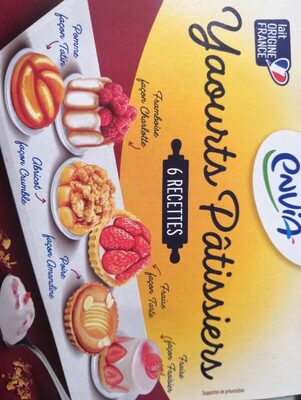 lait
ORIGINE
FRANCE
envia
Yaourts Pâtissiers
6 RECETTES
Pomme
façon Tatin
Framboise
façon Charlotte
Abricot
façon Crumble
Fraise
façon Tarte
Poire
façon Amandine
Fraise
façon Fraisier
Suggestion de présentation